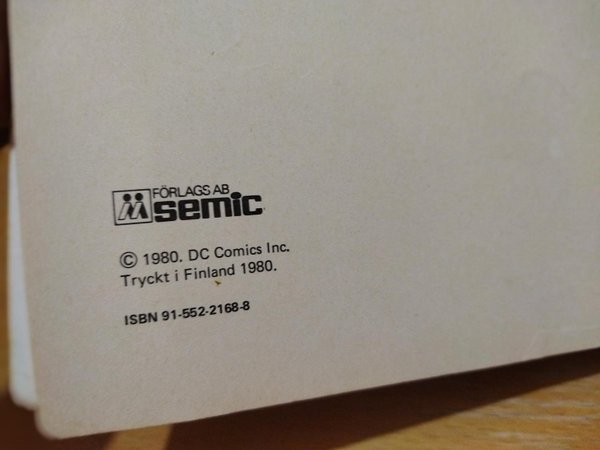 FÖRLAGS AB
semic
© 1980. DC Comics Inc.
Tryckt i Finland 1980.
ISBN 91-552-2168-8